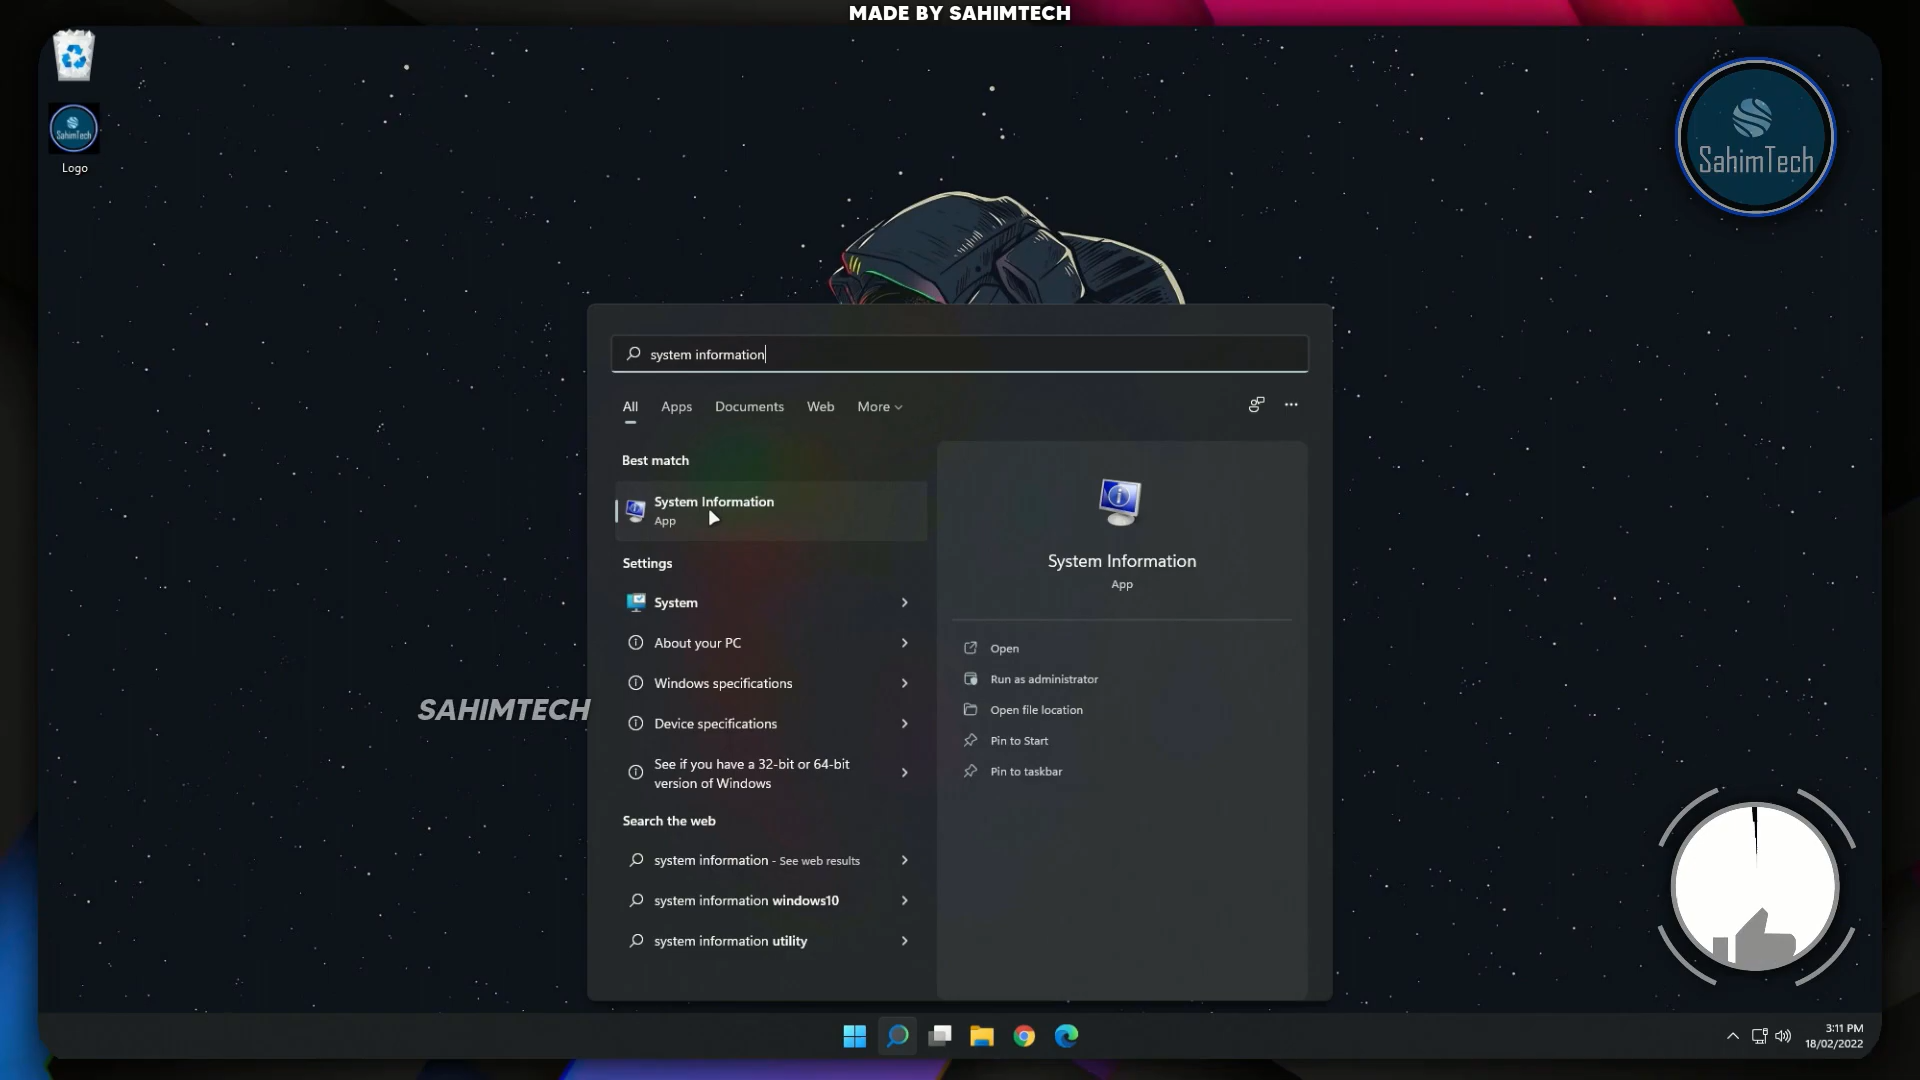 MADE BY SAHIMTECH
SahimTech
Logo
SahimTech
system information
All
Apps
Documents
Web
More
Best match
System Information
App
Settings
System
About your PC
Windows specifications
Device specifications
See if you have a 32-bit or 64-bit
version of Windows
Search the web
system information - See web results
system information windows10
system information utility
System Information
App
Open
Run as administrator
Open file location
Pin to Start
Pin to taskbar
SAHIMTECH
3:11 PM
18/02/2022